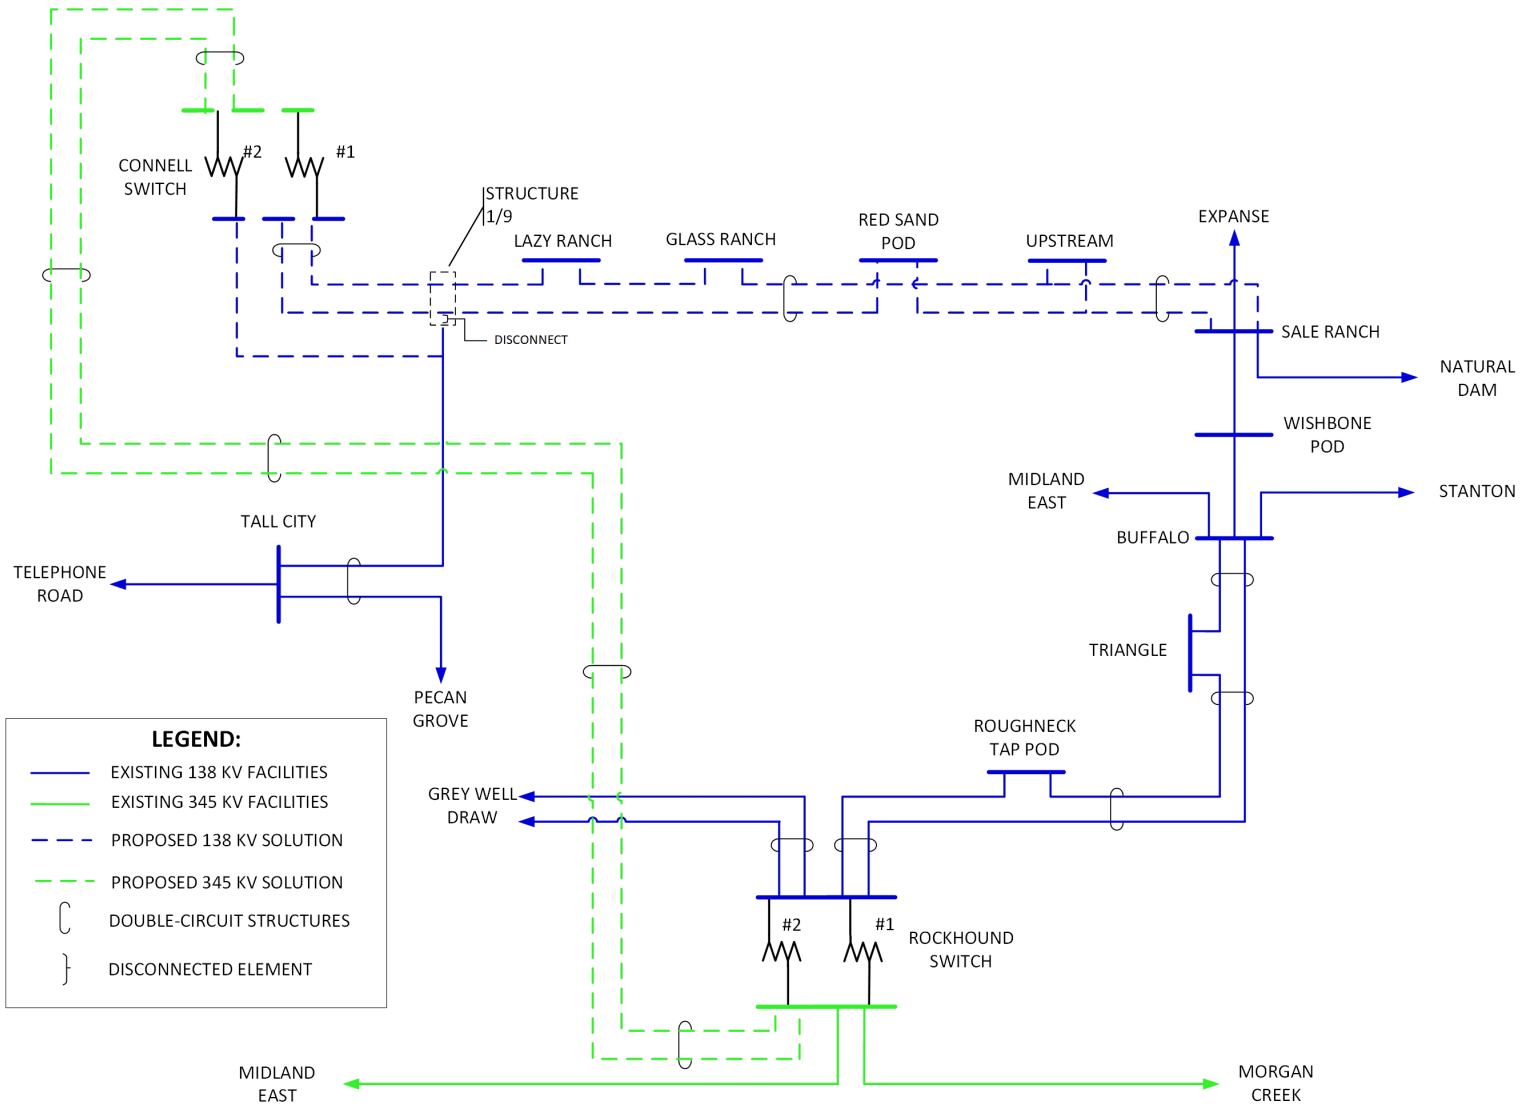 #2
#1
CONNELL
SWITCH
STRUCTURE
1/9
LAZY RANCH
GLASS RANCH
RED SAND
POD
UPSTREAM
EXPANSE
DISCONNECT
SALE RANCH
NATURAL
DAM
WISHBONE
POD
MIDLAND
EAST
STANTON
BUFFALO
TALL CITY
TELEPHONE
ROAD
TRIANGLE
PECAN
GROVE
ROUGHNECK
TAP POD
GREY WELL
DRAW
#2
#1
ROCKHOUND
SWITCH
MIDLAND
EAST
MORGAN
CREEK
LEGEND:
EXISTING 138 KV FACILITIES
EXISTING 345 KV FACILITIES
PROPOSED 138 KV SOLUTION
PROPOSED 345 KV SOLUTION
DOUBLE-CIRCUIT STRUCTURES
DISCONNECTED ELEMENT